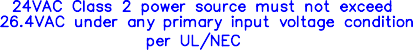 24VAC Class 2 power source must not exceed
26.4VAC under any primary input voltage condition
per UL/NEC